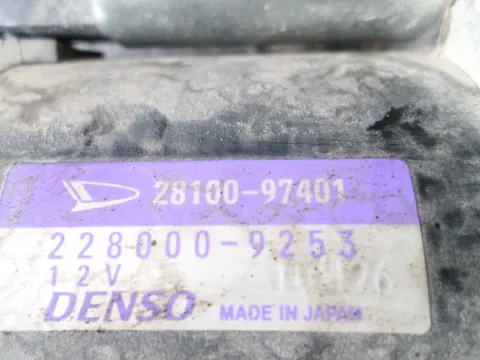 28100-97401
228000-9253
12V
DENSO MADE IN JAPAN